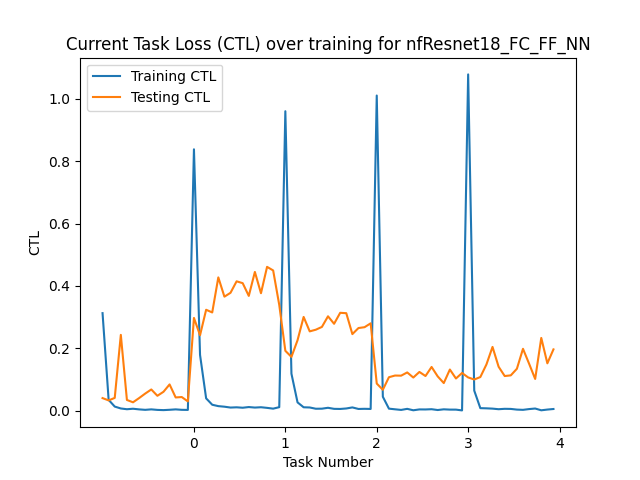 Current Task Loss (CTL) over training for nfResnet18_FC_FF_NN
Training CTL
Testing CTL
1.0
0.8
0.6
0.4
0.2
0.0
CTL
0 1 2 3 4
Task Number